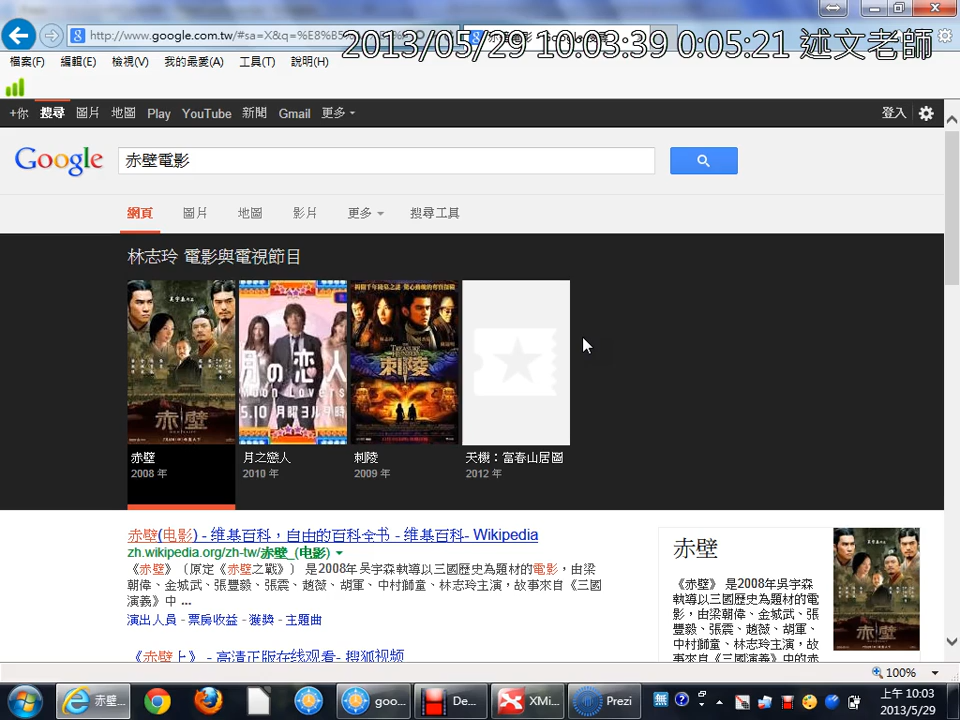 http://www.google.com.tw/#sa=X&q=%E8%B5%
2013/05/29 10:03:39 0:05:21 述文老師
檔案(F) 編輯(E) 檢視(V) 我的最愛(A) 工具(T) 說明(H)
+你 搜尋 圖片 地圖 Play YouTube 新聞 Gmail 更多 登入
Google 赤壁電影
網頁 圖片 地圖 影片 更多 搜尋工具
林志玲 電影與電視節目
赤壁
月の恋人
Moon Lovers
5.10 月曜よる9時
刺陵
赤壁 月之戀人 刺陵 天機：富春山居圖
2008 年 2010 年 2009 年 2012 年
赤壁(电影) - 维基百科，自由的百科全书 - 维基百科- Wikipedia
zh.wikipedia.org/zh-tw/赤壁_(电影)
《赤壁》〔原定《赤壁之戰》〕 是2008年吳宇森執導以三國歷史為題材的電影，由梁
朝偉、金城武、張豐毅、張震、趙薇、胡軍、中村獅童、林志玲主演，故事來自《三國
演義》中 ...
演出人員 - 票房收益 - 獲獎 - 主題曲
《赤壁上》 - 高清正版在线观看- 搜狐视频
赤壁
《赤壁》 是2008年吳宇森
執導以三國歷史為題材的電
影，由梁朝偉、金城武、張
豐毅、張震、趙薇、胡軍、
中村獅童、林志玲主演，故
事來自《三國演義》中的赤
赤壁
100%
赤壁... goo... De... XMi... Prezi
上午 10:03
2013/5/29